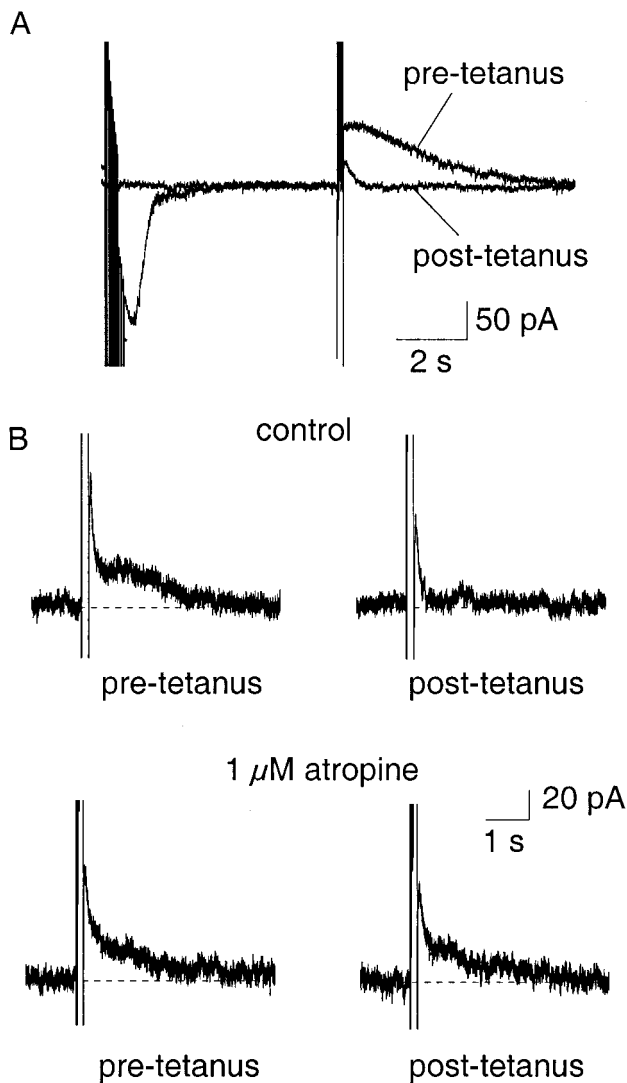 A
pre-tetanus
post-tetanus
50 pA
2 s
B
control
pre-tetanus
post-tetanus
1 μM atropine
20 pA
1 s
pre-tetanus
post-tetanus